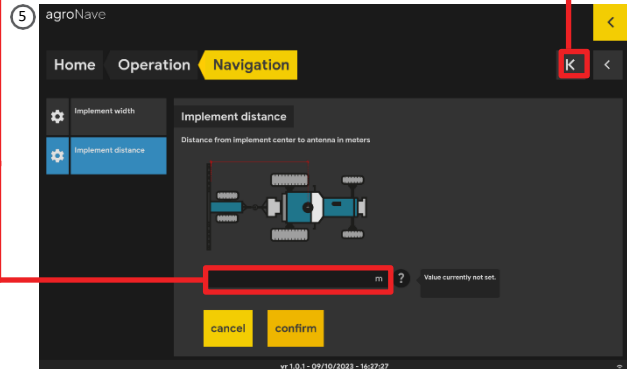 5
agroNave
Home Operation Navigation
Implement width
Implement distance
Implement distance
Distance from implement center to antenna in meters
m ? Value currently not set.
cancel confirm
vr 1.0.1 - 09/10/2023 - 16:27:27